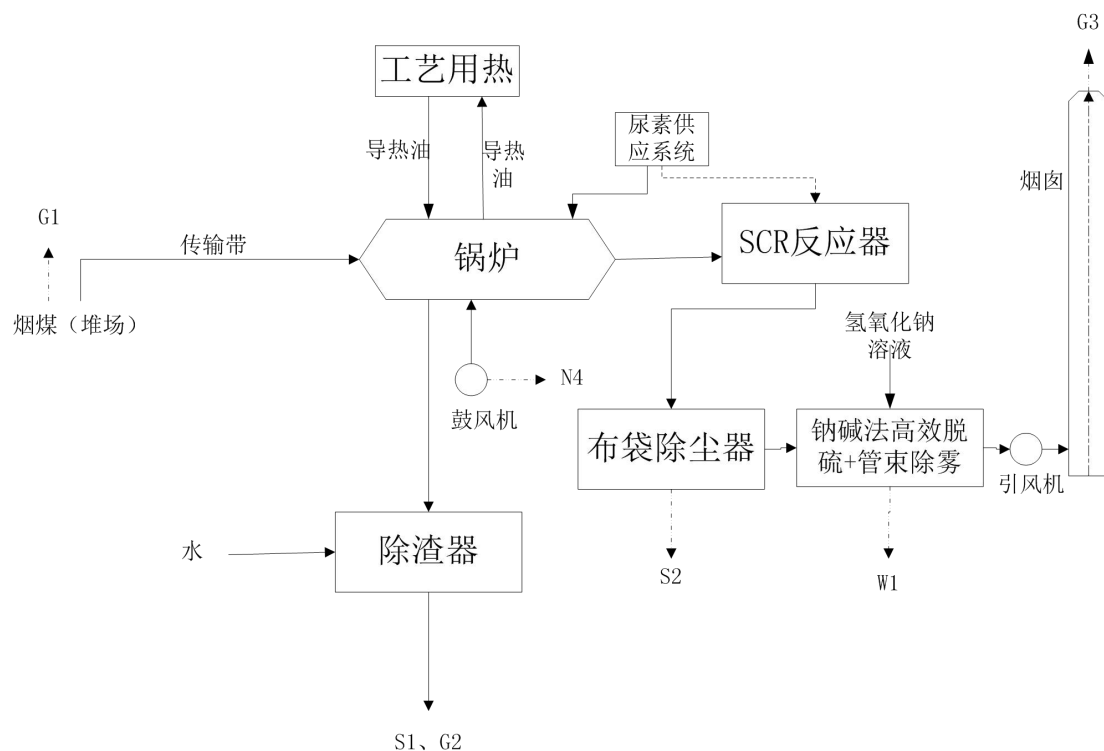 G3
工艺用热
尿素供
应系统
导热油
导热
油
烟囱
G1
传输带
锅炉
SCR反应器
烟煤（堆场）
氢氧化钠
溶液
N4
鼓风机
布袋除尘器
钠碱法高效脱
硫+管束除雾
引风机
水
除渣器
S2
W1
S1、G2